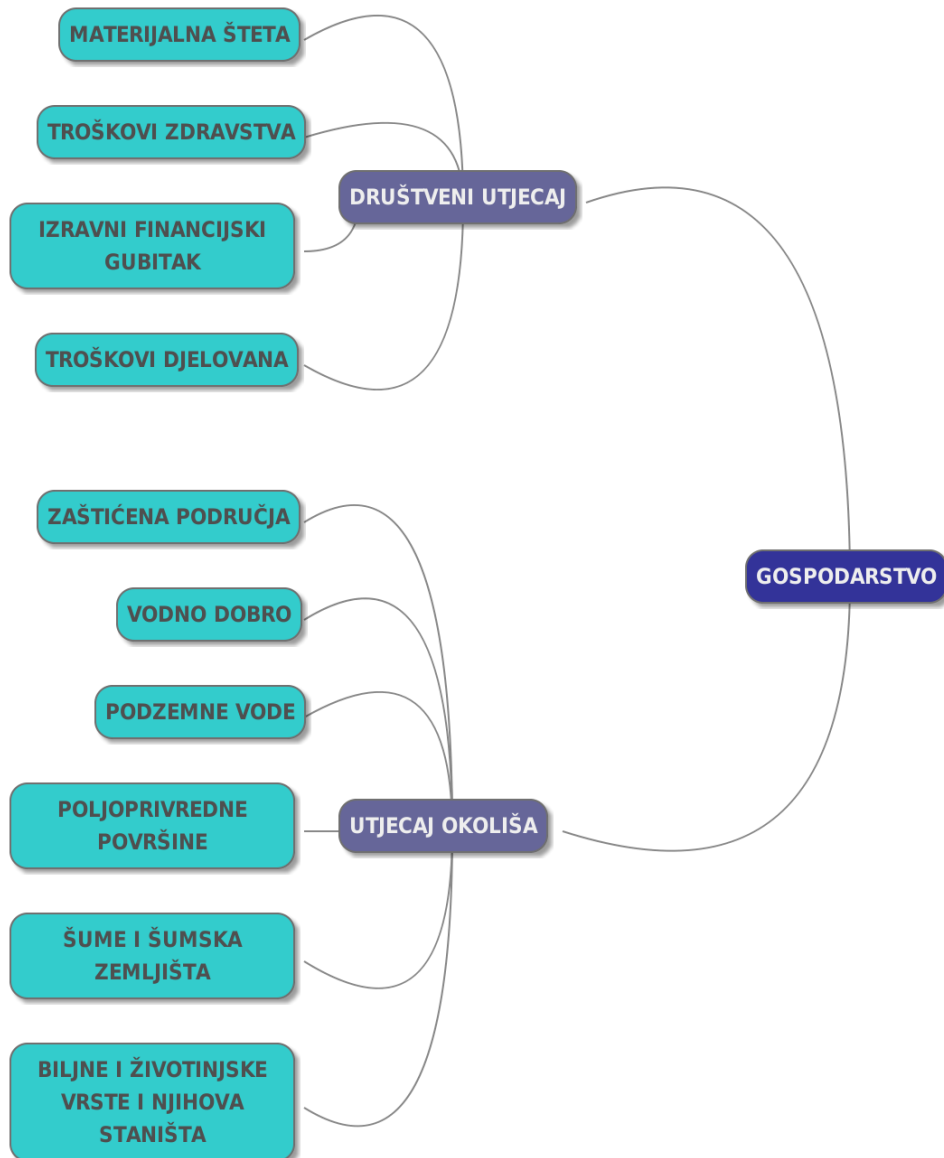 MATERIJALNA ŠTETA
TROŠKOVI ZDRAVSTVA
DRUŠTVENI UTJECAJ
IZRAVNI FINANCIJSKI
GUBITAK
TROŠKOVI DJELOVANA
ZAŠTIĆENA PODRUČJA
GOSPODARSTVO
VODNO DOBRO
PODZEMNE VODE
POLJOPRIVREDNE
POVRŠINE
UTJECAJ OKOLIŠA
ŠUME I ŠUMSKA
ZEMLJIŠTA
BILJNE I ŽIVOTINJSKE
VRSTE I NJIHOVA
STANIŠTA